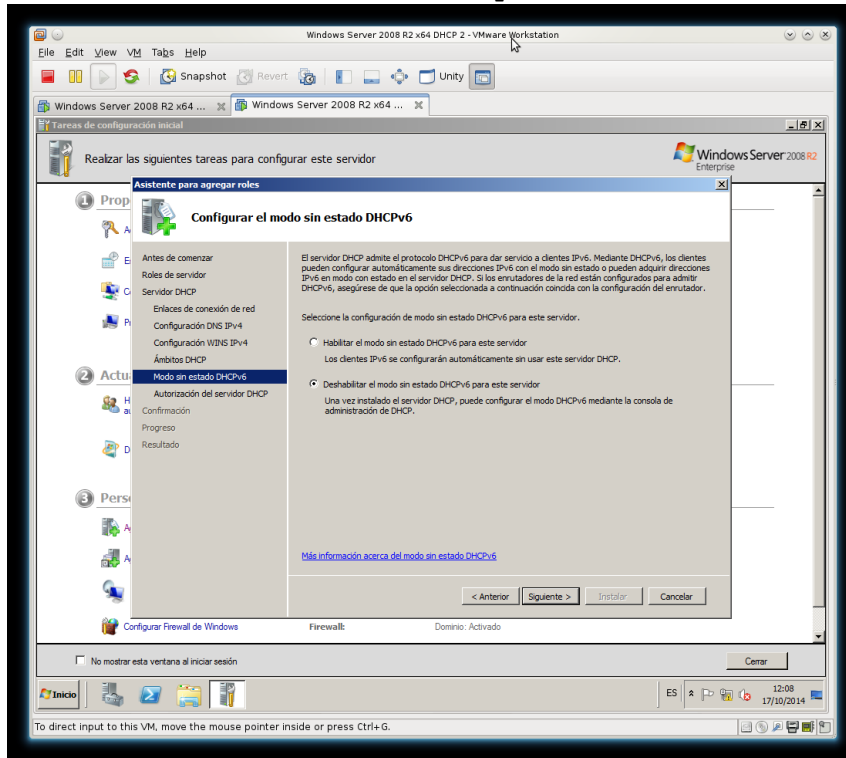 Windows Server 2008 R2 x64 DHCP 2 - VMware Workstation
File Edit View VM Tabs Help
Snapshot Revert Unity
Windows Server 2008 R2 x64 ... Windows Server 2008 R2 x64 ...
Tareas de configuración inicial
Realizar las siguientes tareas para configurar este servidor
Windows Server 2008 R2
Enterprise
Asistente para agregar roles
Configurar el modo sin estado DHCPv6
1 Prop
2 Actu
3 Pers
Antes de comenzar
Roles de servidor
Servidor DHCP
Enlaces de conexión de red
Configuración DNS IPv4
Configuración WINS IPv4
Ámbitos DHCP
Modo sin estado DHCPv6
Autorización del servidor DHCP
Confirmación
Progreso
Resultado
El servidor DHCP admite el protocolo DHCPv6 para dar servicio a clientes IPv6. Mediante DHCPv6, los clientes
pueden configurar automáticamente sus direcciones IPv6 con el modo sin estado o pueden adquirir direcciones
IPv6 en modo con estado en el servidor de DHCP. Si los enrutadores de la red están configurados para admitir
DHCPv6, asegúrese de que la opción seleccionada a continuación coincida con la configuración del enrutador.
Seleccione la configuración de modo sin estado DHCPv6 para este servidor.
Habilitar el modo sin estado DHCPv6 para este servidor
Los clientes IPv6 se configurarán automáticamente sin usar este servidor DHCP.
Deshabilitar el modo sin estado DHCPv6 para este servidor
Una vez instalado el servidor DHCP, puede configurar el modo DHCPv6 mediante la consola de
administración de DHCP.
Más información acerca del modo sin estado DHCPv6
< Anterior Siguiente > Instalar Cancelar
Configurar Firewall de Windows Firewall: Dominio: Activado
No mostrar esta ventana al iniciar sesión Cerrar
Inicio ES 12:08
17/10/2014
To direct input to this VM, move the mouse pointer inside or press Ctrl+G.